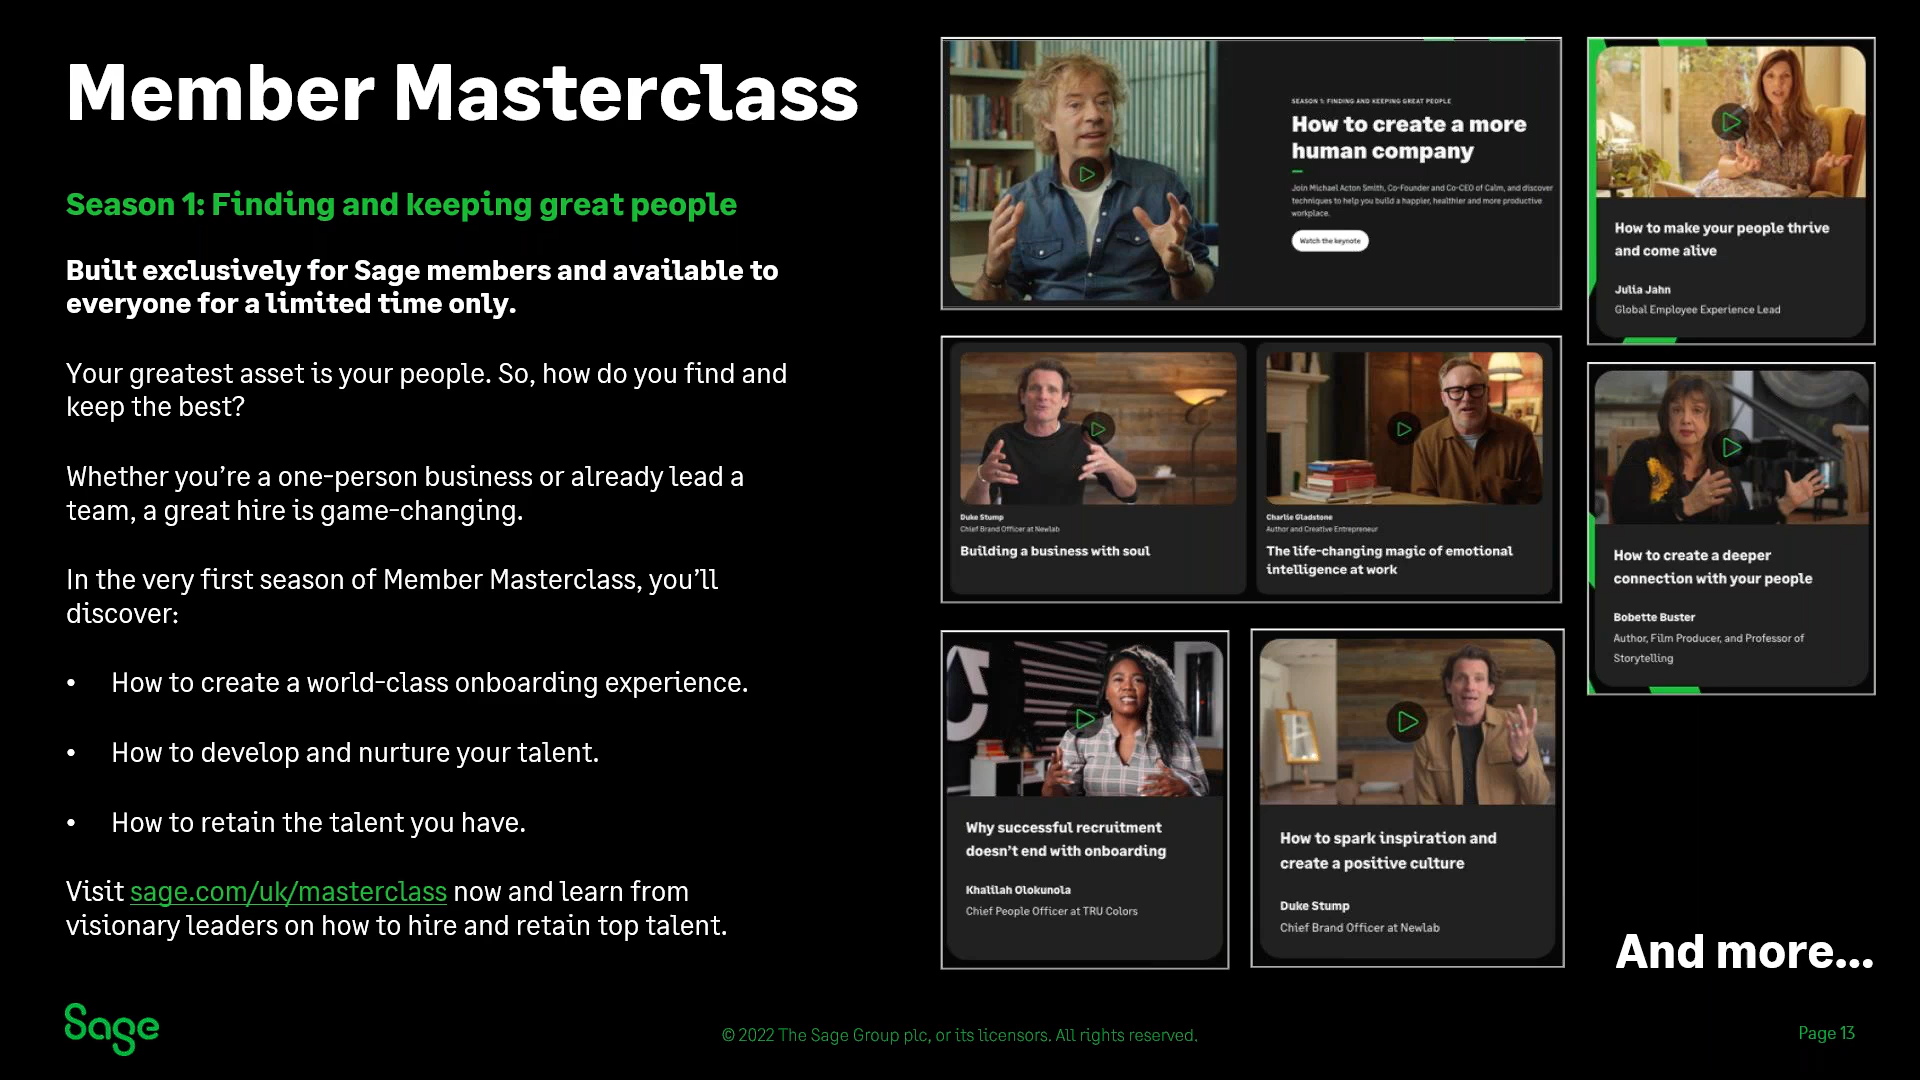 Member Masterclass
Season 1: Finding and keeping great people
Built exclusively for Sage members and available to
everyone for a limited time only.
Your greatest asset is your people. So, how do you find and
keep the best?
Whether you’re a one-person business or already lead a
team, a great hire is game-changing.
In the very first season of Member Masterclass, you’ll
discover:
• How to create a world-class onboarding experience.
• How to develop and nurture your talent.
• How to retain the talent you have.
Visit sage.com/uk/masterclass now and learn from
visionary leaders on how to hire and retain top talent.
SEASON 1: FINDING AND KEEPING GREAT PEOPLE
How to create a more
human company
Join Michael Acton Smith, Co-Founder and Co-CEO of Calm, and discover
techniques to help you build a happier, healthier and more productive
workplace.
Watch the keynote
How to make your people thrive
and come alive
Julia Jahn
Global Employee Experience Lead
Duke Stump
Chief Brand Officer at Newlab
Building a business with soul
Charlie Gladstone
Author and Creative Entrepreneur
The life-changing magic of emotional
intelligence at work
How to create a deeper
connection with your people
Bobette Buster
Author, Film Producer, and Professor of
Storytelling
Why successful recruitment
doesn’t end with onboarding
Khalilah Olokunola
Chief People Officer at TRU Colors
How to spark inspiration and
create a positive culture
Duke Stump
Chief Brand Officer at Newlab
And more...
Sage
© 2022 The Sage Group plc, or its licensors. All rights reserved.
Page 13